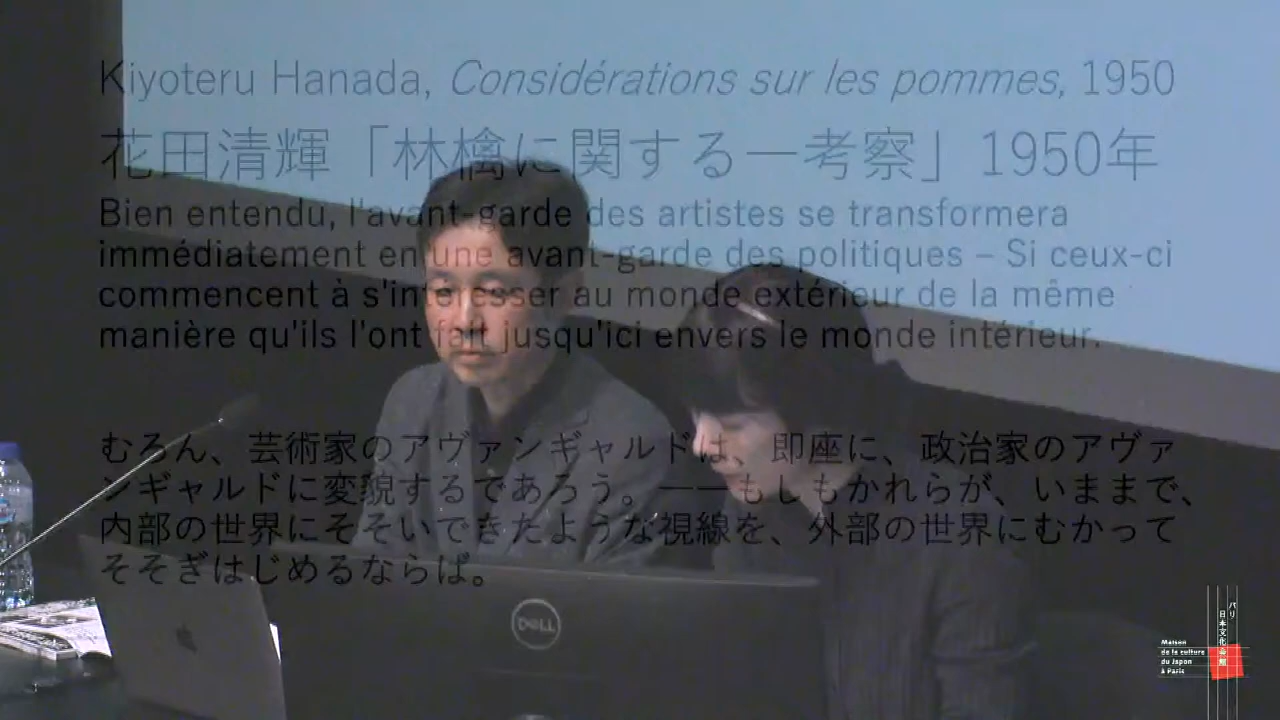 Kiyoteru Hanada, Considérations sur les pommes, 1950
花田清輝「林檎に関する一考察」1950年
Bien entendu, l'avant-garde des artistes se transformera
immédiatement en une avant-garde des politiques – Si ceux-ci
commencent à s'intéresser au monde extérieur de la même
manière qu'ils l'ont fait jusqu'ici envers le monde intérieur.
むろん、芸術家のアヴァンギャルドは、即座に、政治家のアヴァ
ンギャルドに変貌するであろう。――もしもかれらが、いままで、
内部の世界にそそいできたような視線を、外部の世界にむかって
そそぎはじめるならば。
DELL
パリ
日本文化会館
Maison
de la culture
du Japon
à Paris